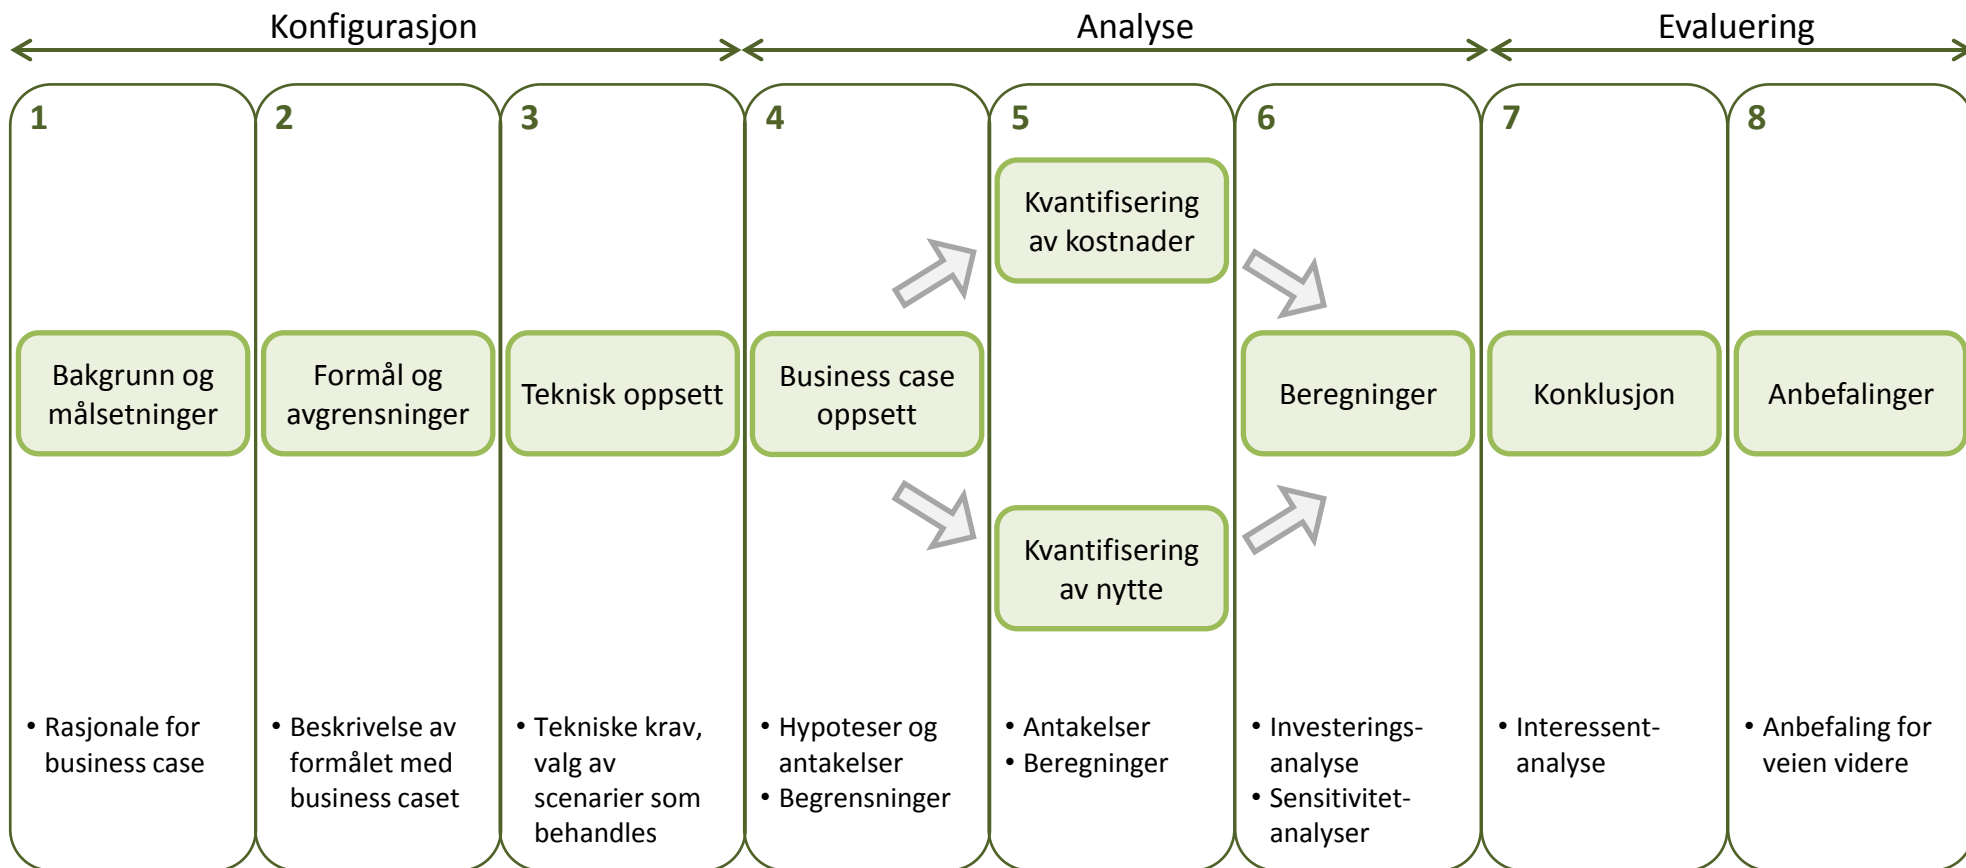 Konfigurasjon
Analyse
Evaluering
1
Bakgrunn og
målsetninger
• Rasjonale for
business case
2
Formål og
avgrensninger
• Beskrivelse av
formålet med
business caset
3
Teknisk oppsett
• Tekniske krav,
valg av
scenarier som
behandles
4
Business case
oppsett
• Hypoteser og
antakelser
• Begrensninger
5
Kvantifisering
av kostnader
Kvantifisering
av nytte
• Antakelser
• Beregninger
6
Beregninger
• Investerings-
analyse
• Sensitivitet-
analyser
7
Konklusjon
• Interessent-
analyse
8
Anbefalinger
• Anbefaling for
veien videre